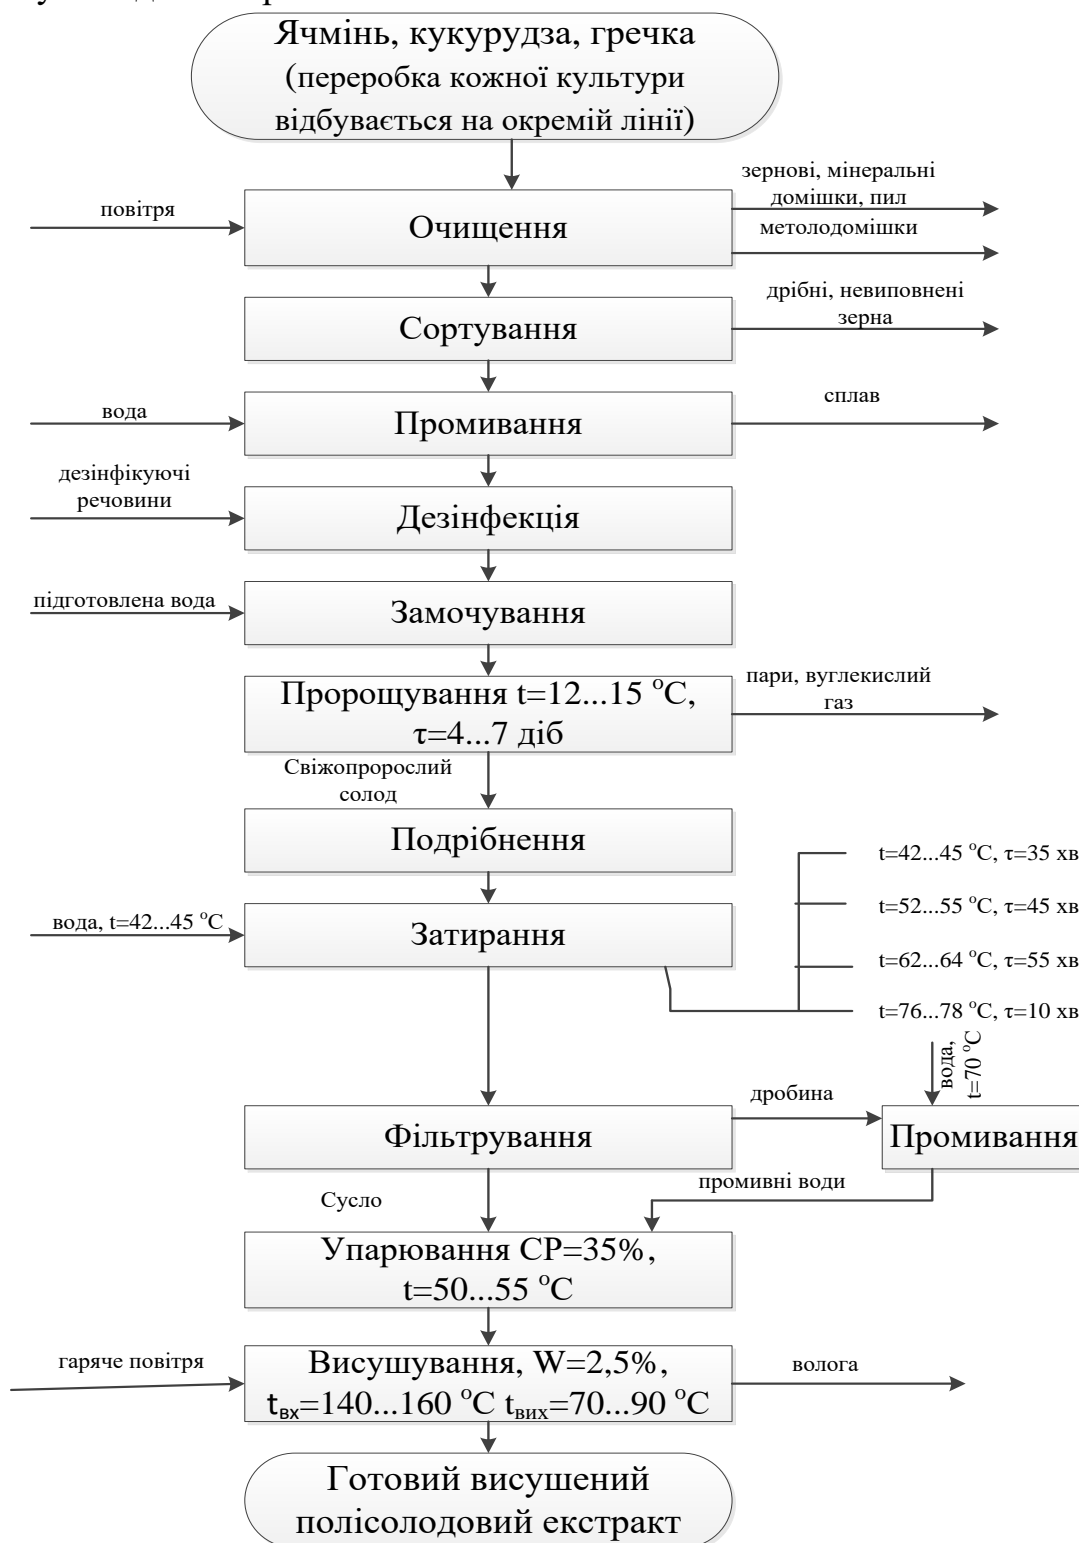 Ячмінь, кукурудза, гречка
(переробка кожної культури
відбувається на окремій лінії)
повітря
Очищення
зернові, мінеральні
домішки, пил
метолодомішки
Сортування
дрібні, невиповнені
зерна
вода
Промивання
сплав
дезінфікуючі
речовини
Дезінфекція
підготовлена вода
Замочування
Пророщування t=12...15 °С,
τ=4...7 діб
пари, вуглекислий
газ
Свіжопророслий
солод
Подрібнення
вода, t=42...45 °С
Затирання
t=42...45 °С, τ=35 хв
t=52...55 °С, τ=45 хв
t=62...64 °С, τ=55 хв
t=76...78 °С, τ=10 хв
вода,
t=70 °С
Фільтрування
дробина
Промивання
промивні води
Сусло
Упарювання СР=35%,
t=50...55 °С
гаряче повітря
Висушування, W=2,5%,
tвх=140...160 °С tвих=70...90 °С
волога
Готовий висушений
полісолодовий екстракт